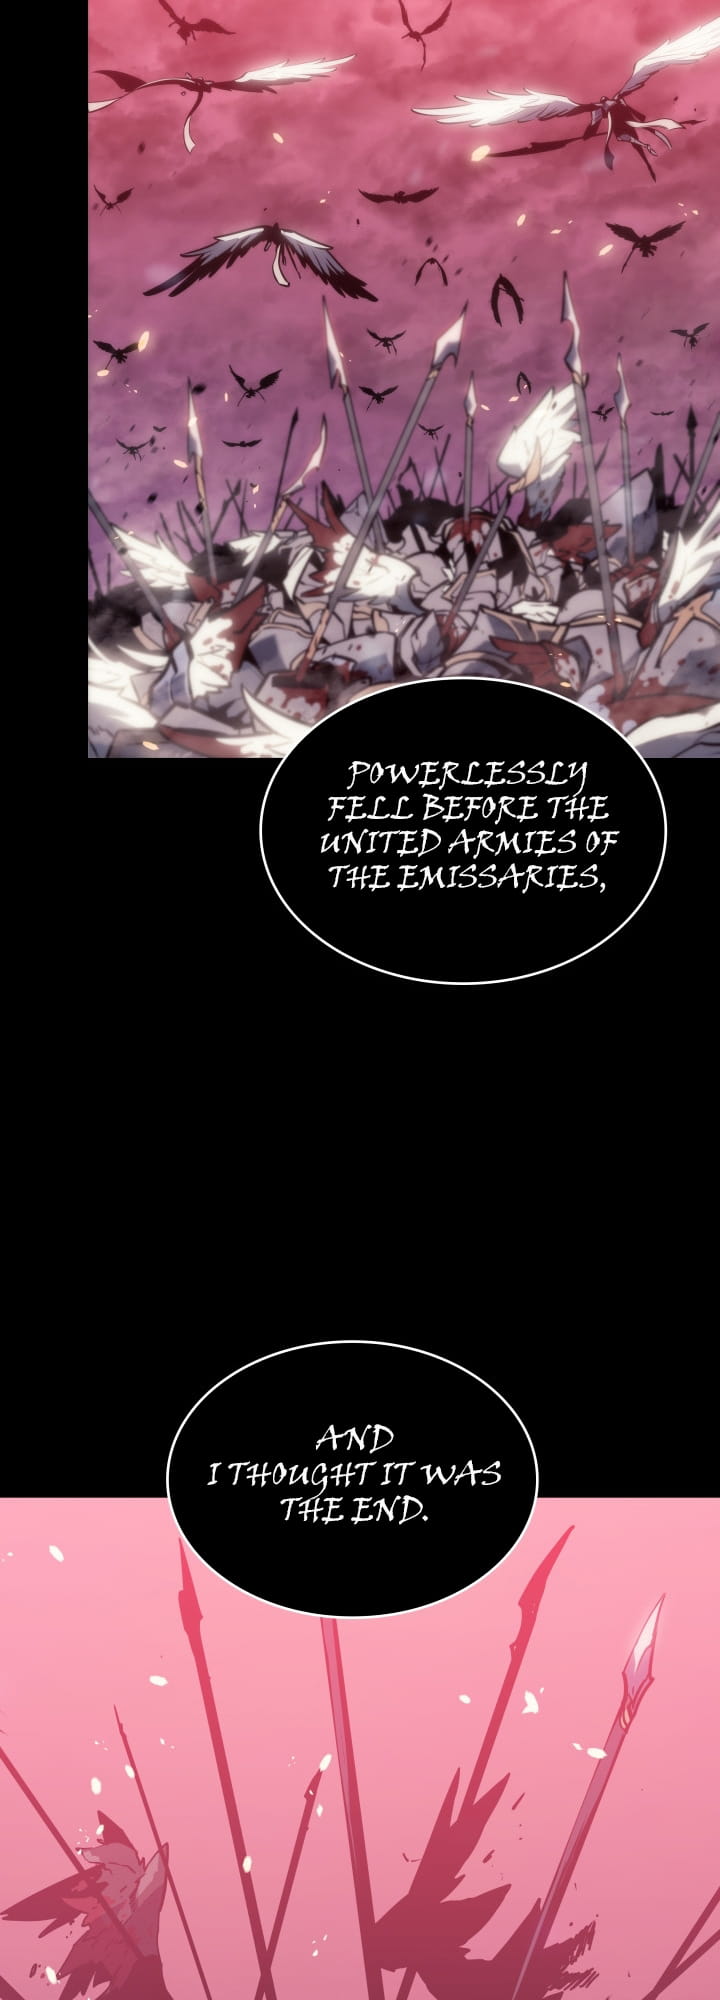 POWERLESSLY
FELL BEFORE THE
UNITED ARMIES OF
THE EMISSARIES,
AND
I THOUGHT IT WAS
THE END.